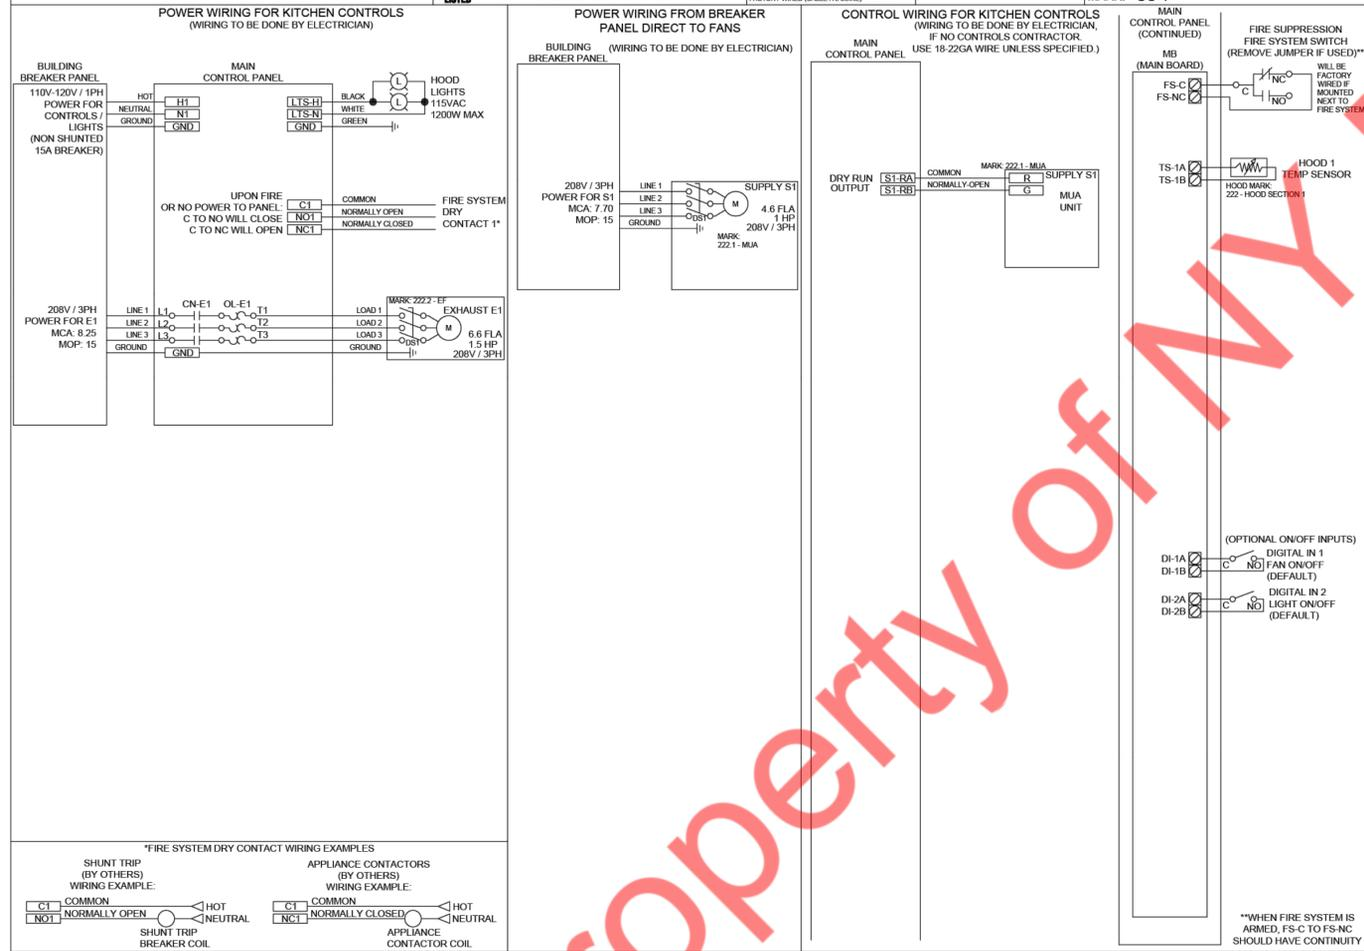 LISTED
POWER WIRING FOR KITCHEN CONTROLS
(WIRING TO BE DONE BY ELECTRICIAN)
BUILDING
BREAKER PANEL
110V-120V / 1PH
POWER FOR
CONTROLS /
LIGHTS
(NON SHUNTED
15A BREAKER)
HOT
NEUTRAL
GROUND
MAIN
CONTROL PANEL
H1
N1
GND
LTS-H
LTS-N
GND
BLACK
WHITE
GREEN
L
L
HOOD
LIGHTS
115VAC
1200W MAX
UPON FIRE
OR NO POWER TO PANEL:
C TO NO WILL CLOSE
C TO NC WILL OPEN
C1
NO1
NC1
COMMON
NORMALLY OPEN
NORMALLY CLOSED
FIRE SYSTEM
DRY
CONTACT 1*
208V / 3PH
POWER FOR E1
MCA: 8.25
MOP: 15
LINE 1
LINE 2
LINE 3
GROUND
L1
L2
L3
GND
CN-E1
OL-E1
T1
T2
T3
LOAD 1
LOAD 2
LOAD 3
GROUND
MARK: 222.2 - EF
EXHAUST E1
DS1
M
6.6 FLA
1.5 HP
208V / 3PH
*FIRE SYSTEM DRY CONTACT WIRING EXAMPLES
SHUNT TRIP
(BY OTHERS)
WIRING EXAMPLE:
C1
NO1
COMMON
NORMALLY OPEN
HOT
NEUTRAL
SHUNT TRIP
BREAKER COIL
APPLIANCE CONTACTORS
(BY OTHERS)
WIRING EXAMPLE:
C1
NC1
COMMON
NORMALLY CLOSED
HOT
NEUTRAL
APPLIANCE
CONTACTOR COIL
POWER WIRING FROM BREAKER
PANEL DIRECT TO FANS
BUILDING
BREAKER PANEL
(WIRING TO BE DONE BY ELECTRICIAN)
208V / 3PH
POWER FOR S1
MCA: 7.70
MOP: 15
LINE 1
LINE 2
LINE 3
GROUND
SUPPLY S1
DS1
M
4.6 FLA
1 HP
208V / 3PH
MARK:
222.1 - MUA
CONTROL WIRING FOR KITCHEN CONTROLS
(WIRING TO BE DONE BY ELECTRICIAN,
IF NO CONTROLS CONTRACTOR.
USE 18-22GA WIRE UNLESS SPECIFIED.)
MAIN
CONTROL PANEL
DRY RUN
OUTPUT
S1-RA
S1-RB
COMMON
NORMALLY-OPEN
MARK: 222.1 - MUA
R
G
SUPPLY S1
MUA
UNIT
MAIN
CONTROL PANEL
(CONTINUED)
MB
(MAIN BOARD)
FIRE SUPPRESSION
FIRE SYSTEM SWITCH
(REMOVE JUMPER IF USED)**
FS-C
FS-NC
C
NC
NO
WILL BE
FACTORY
WIRED IF
MOUNTED
NEXT TO
FIRE SYSTEM
TS-1A
TS-1B
HOOD 1
TEMP SENSOR
HOOD MARK:
222 - HOOD SECTION 1
(OPTIONAL ON/OFF INPUTS)
DI-1A
DI-1B
C
NO
DIGITAL IN 1
FAN ON/OFF
(DEFAULT)
DI-2A
DI-2B
C
NO
DIGITAL IN 2
LIGHT ON/OFF
(DEFAULT)
**WHEN FIRE SYSTEM IS
ARMED, FS-C TO FS-NC
SHOULD HAVE CONTINUITY
operty of NY